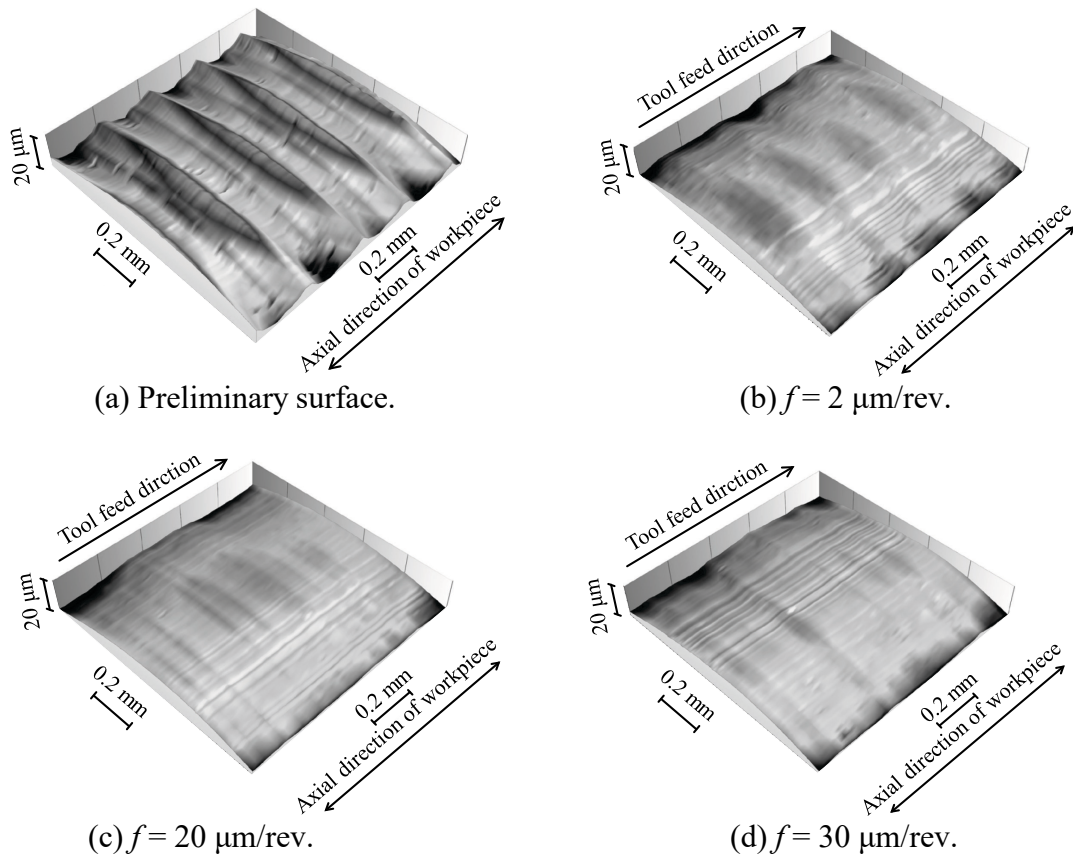 20 μm
0.2 mm
0.2 mm
Axial direction of workpiece
(a) Preliminary surface.
Tool feed dirction
20 μm
0.2 mm
0.2 mm
Axial direction of workpiece
(b) f = 2 μm/rev.
Tool feed dirction
20 μm
0.2 mm
0.2 mm
Axial direction of workpiece
(c) f = 20 μm/rev.
Tool feed dirction
20 μm
0.2 mm
0.2 mm
Axial direction of workpiece
(d) f = 30 μm/rev.